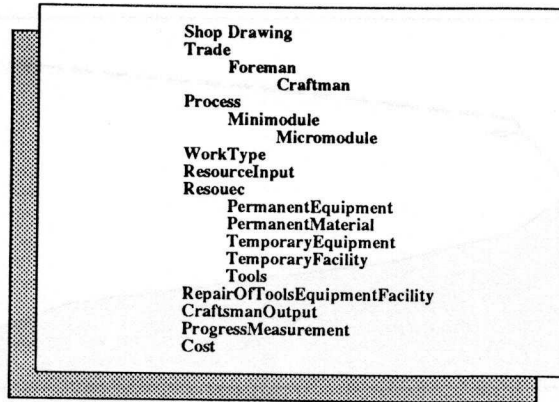 Shop Drawing
Trade
Foreman
Craftman
Process
Minimodule
Micromodule
WorkType
ResourceInput
Resouec
PermanentEquipment
PermanentMaterial
TemporaryEquipment
TemporaryFacility
Tools
RepairOfToolsEquipmentFacility
CraftsmanOutput
ProgressMeasurement
Cost